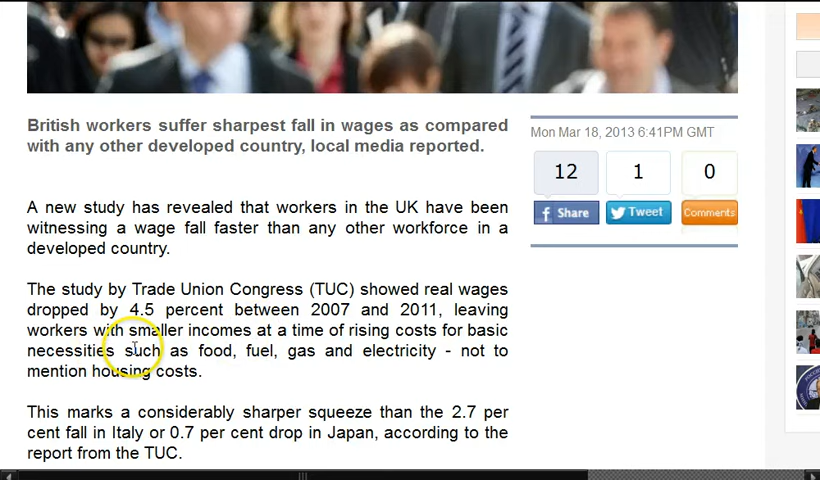 British workers suffer sharpest fall in wages as compared
with any other developed country, local media reported.
Mon Mar 18, 2013 6:41PM GMT
12
1
0
Share
Tweet
Comments
A new study has revealed that workers in the UK have been
witnessing a wage fall faster than any other workforce in a
developed country.
The study by Trade Union Congress (TUC) showed real wages
dropped by 4.5 percent between 2007 and 2011, leaving
workers with smaller incomes at a time of rising costs for basic
necessities such as food, fuel, gas and electricity - not to
mention housing costs.
This marks a considerably sharper squeeze than the 2.7 per
cent fall in Italy or 0.7 per cent drop in Japan, according to the
report from the TUC.